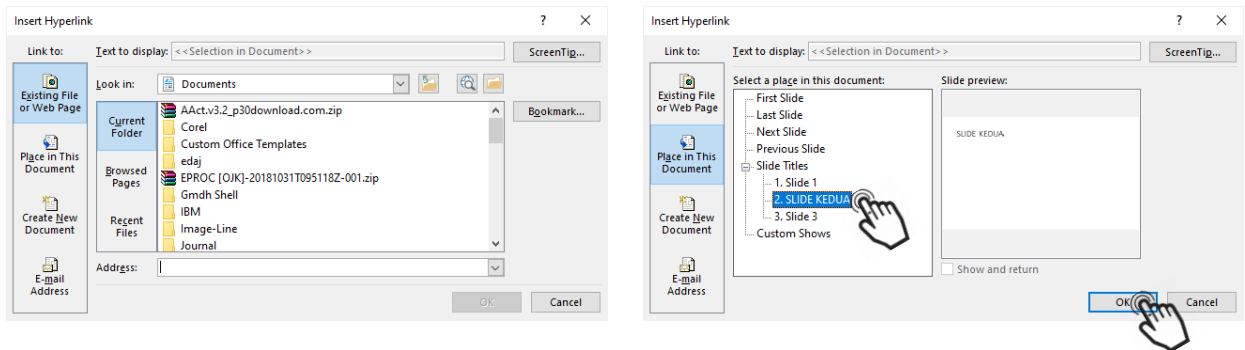 Insert Hyperlink
? ×
Link to:
Text to display: <<Selection in Document>>
ScreenTip...
Existing File or Web Page
Place in This Document
Create New Document
E-mail Address
Look in: Documents
Current Folder
Browsed Pages
Recent Files
AAct.v3.2_p30download.com.zip
Corel
Custom Office Templates
edaj
EPROC [OJK]-20181031T095118Z-001.zip
Gmdh Shell
IBM
Image-Line
Journal
Bookmark...
Address:
OK
Cancel
Insert Hyperlink
? ×
Link to:
Text to display: <<Selection in Document>>
ScreenTip...
Existing File or Web Page
Place in This Document
Create New Document
E-mail Address
Select a place in this document:
First Slide
Last Slide
Next Slide
Previous Slide
Slide Titles
1. Slide 1
2. SLIDE KEDUA
3. Slide 3
Custom Shows
Slide preview:
SLIDE KEDUA
Show and return
OK
Cancel